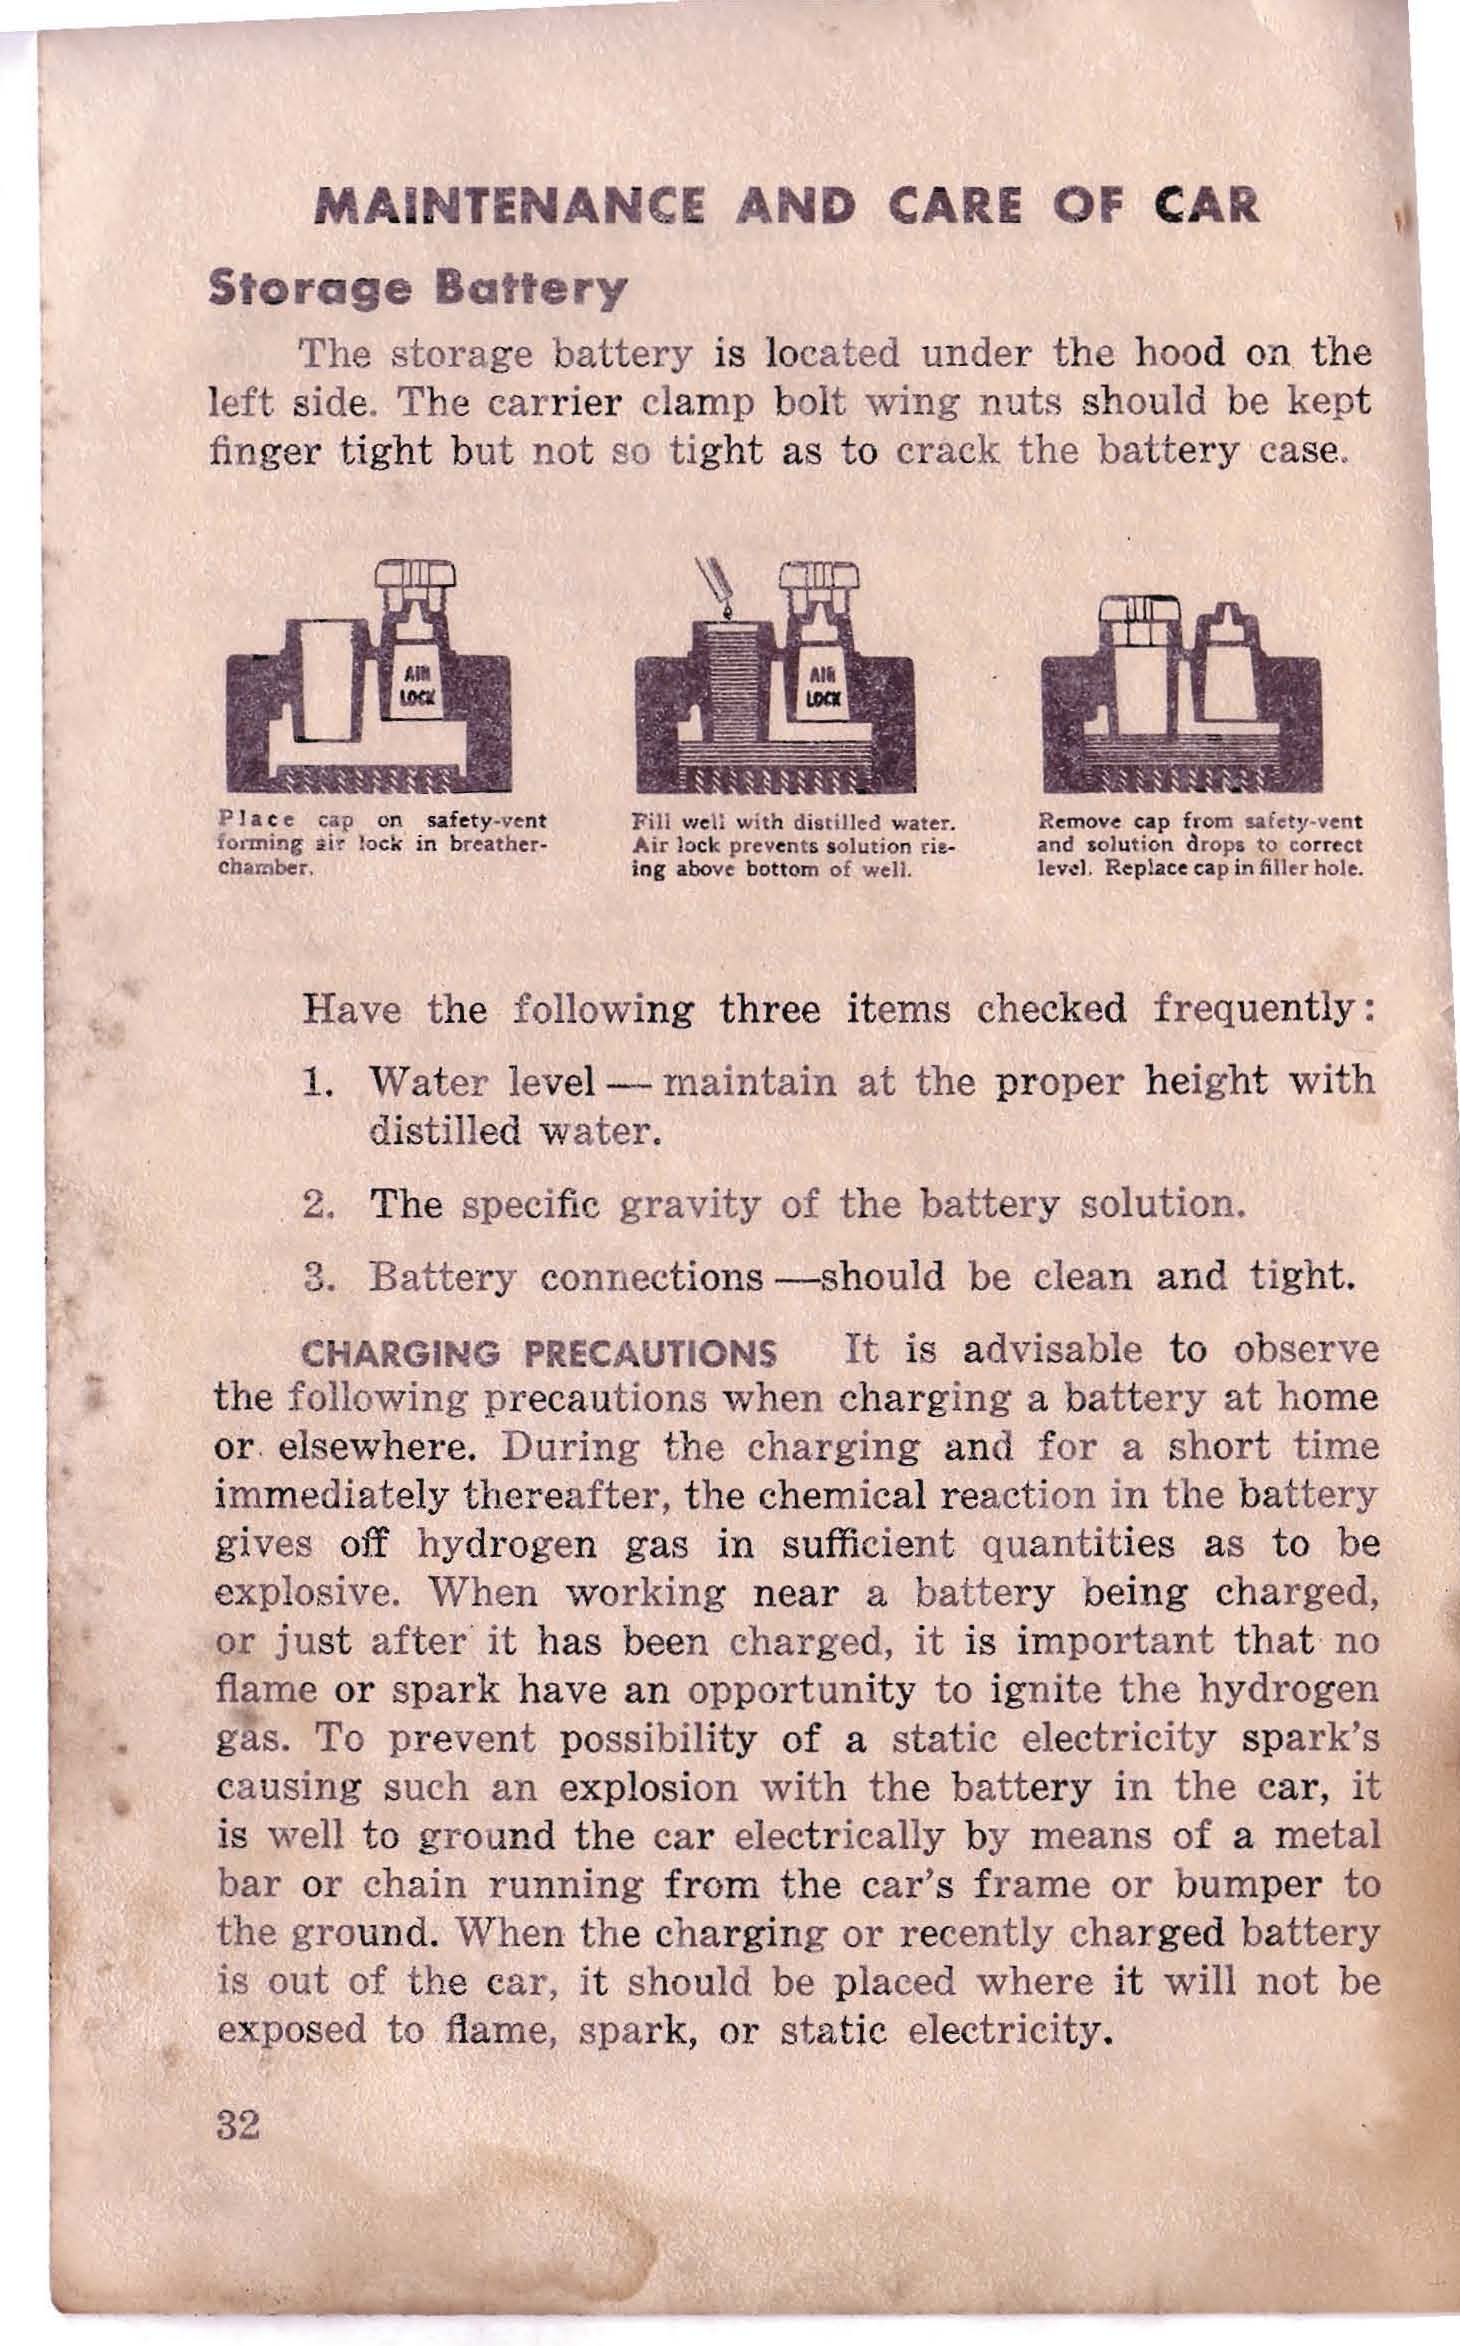 MAINTENANCE AND CARE OF CAR
Storage Battery
The storage battery is located under the hood on the
left side. The carrier clamp bolt wing nuts should be kept
finger tight but not so tight as to crack the battery case.
AIR
LOCK
AIR
LOCK
Place cap on safety-vent
forming air lock in breather-
chamber.
Fill well with distilled water.
Air lock prevents solution ris-
ing above bottom of well.
Remove cap from safety-vent
and solution drops to correct
level. Replace cap in filler hole.
Have the following three items checked frequently:
1. Water level — maintain at the proper height with
distilled water.
2. The specific gravity of the battery solution.
3. Battery connections —should be clean and tight.
CHARGING PRECAUTIONS It is advisable to observe
the following precautions when charging a battery at home
or elsewhere. During the charging and for a short time
immediately thereafter, the chemical reaction in the battery
gives off hydrogen gas in sufficient quantities as to be
explosive. When working near a battery being charged,
or just after it has been charged, it is important that no
flame or spark have an opportunity to ignite the hydrogen
gas. To prevent possibility of a static electricity spark's
causing such an explosion with the battery in the car, it
is well to ground the car electrically by means of a metal
bar or chain running from the car's frame or bumper to
the ground. When the charging or recently charged battery
is out of the car, it should be placed where it will not be
exposed to flame, spark, or static electricity.
32